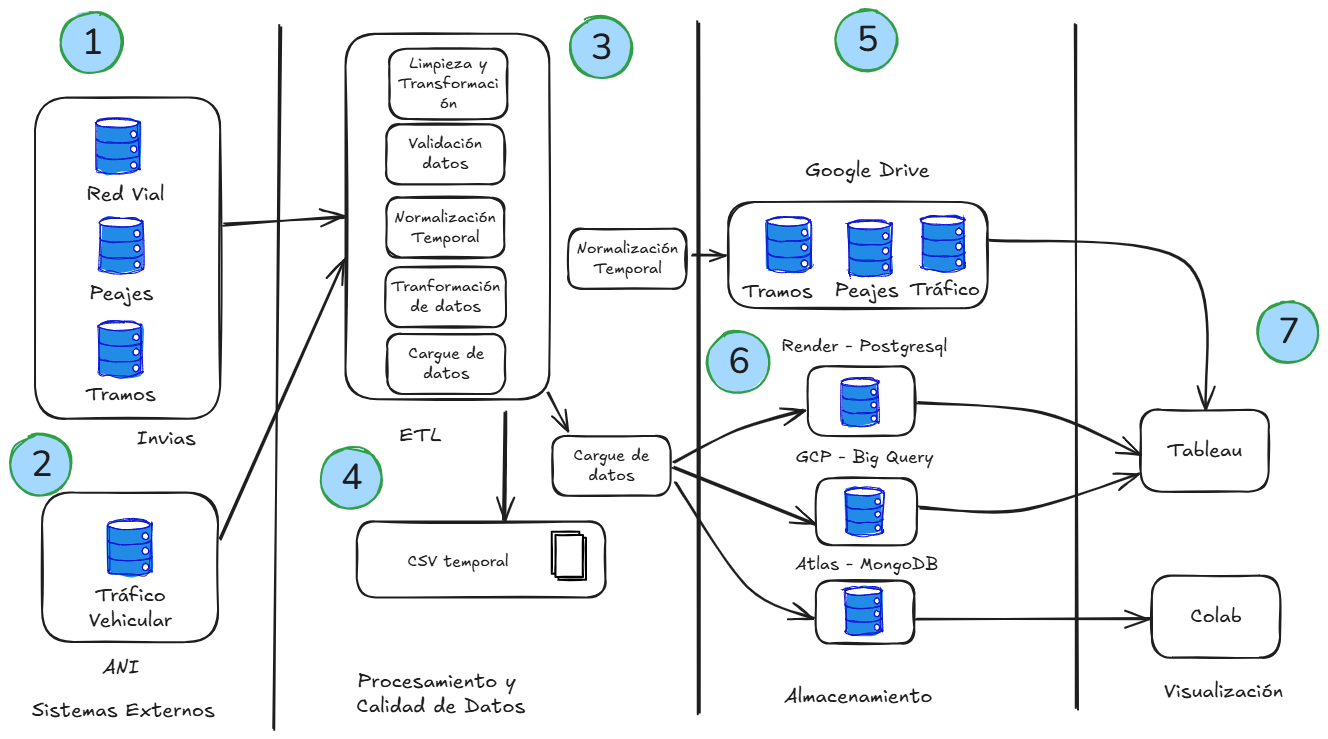 1
Red Vial
Peajes
Tramos
Invias
2
Tráfico
Vehicular
ANI
Sistemas Externos
3
Limpieza y
Transformaci
ón
Validación
datos
Normalización
Temporal
Tranformación
de datos
Cargue de
datos
ETL
4
CSV temporal
Normalización
Temporal
Cargue de
datos
Procesamiento y
Calidad de Datos
5
Google Drive
Tramos
Peajes
Tráfico
6
Render - Postgresql
GCP - Big Query
Atlas - MongoDB
Almacenamiento
7
Tableau
Colab
Visualización